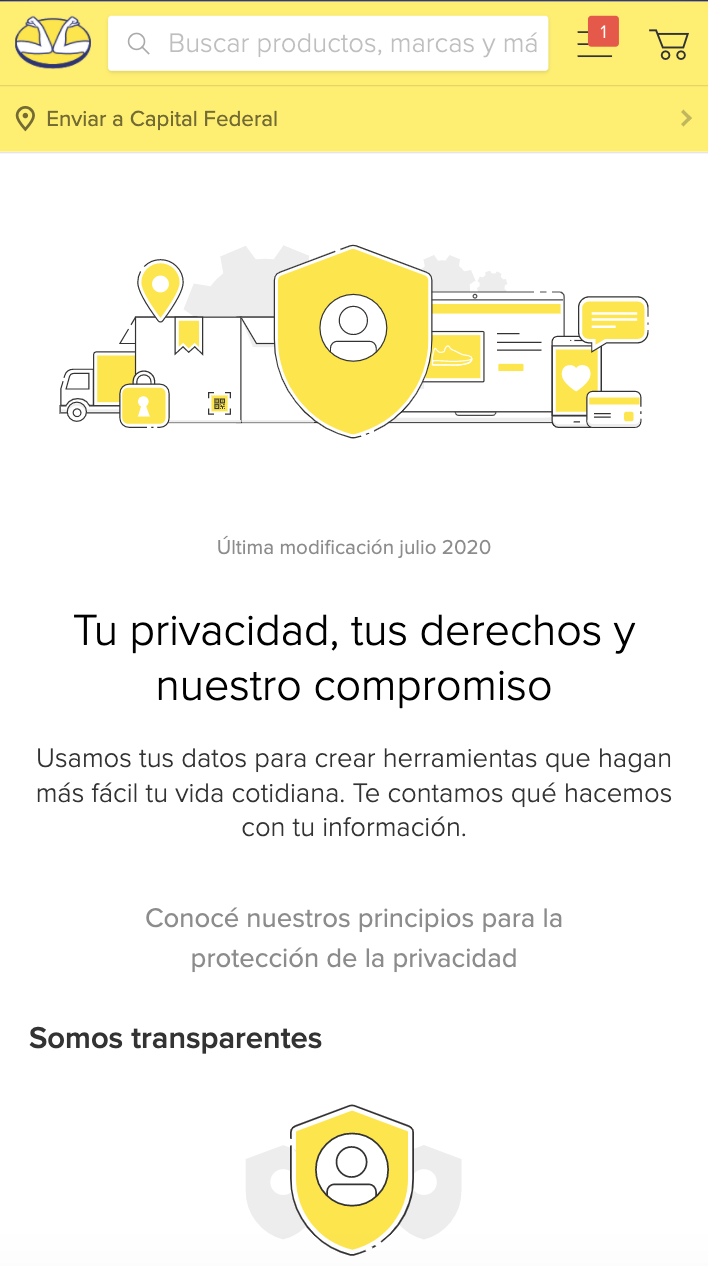 Buscar productos, marcas y má
1
Enviar a Capital Federal
Última modificación julio 2020
Tu privacidad, tus derechos y
nuestro compromiso
Usamos tus datos para crear herramientas que hagan
más fácil tu vida cotidiana. Te contamos qué hacemos
con tu información.
Conocé nuestros principios para la
protección de la privacidad
Somos transparentes